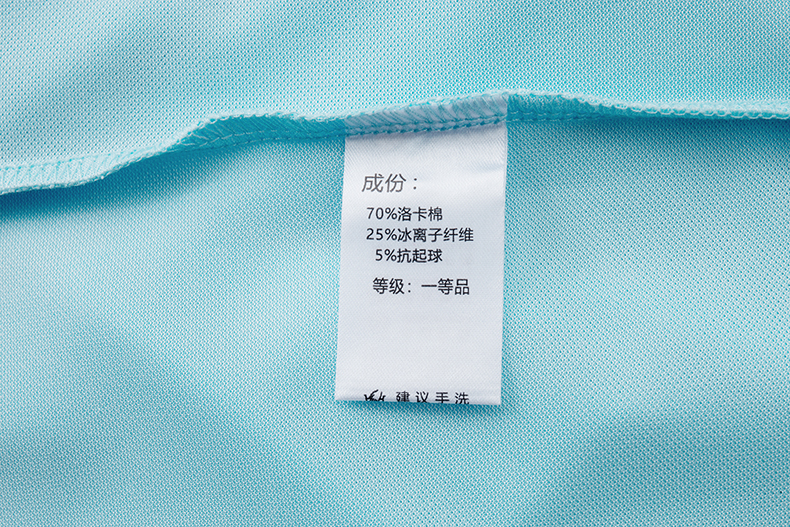 成份：
70%洛卡棉
25%冰离子纤维
5%抗起球
等级：一等品
建议手洗